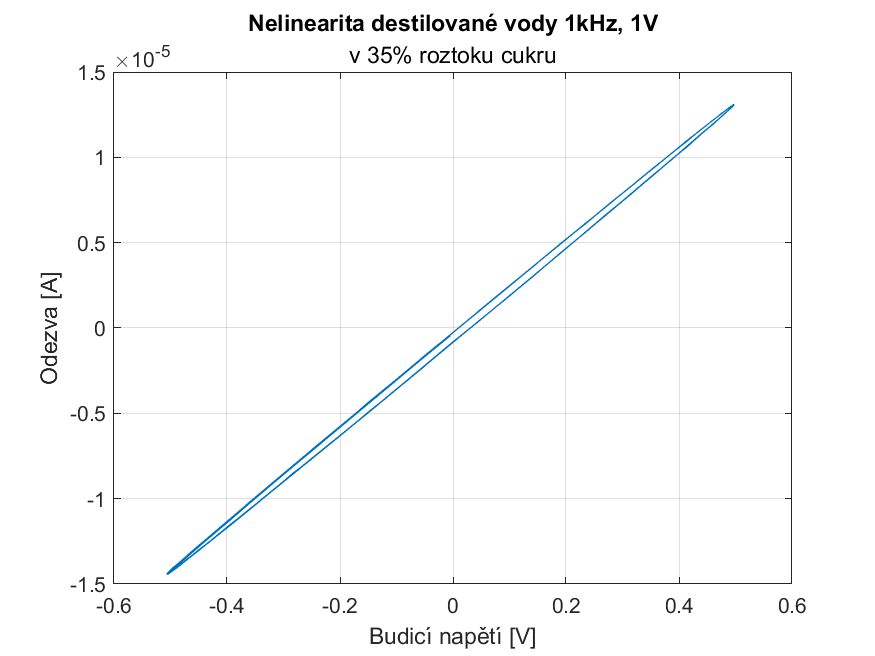 Nelinearita destilované vody 1kHz, 1V
v 35% roztoku cukru
×10^-5
1.5
1
0.5
0
-0.5
-1
-1.5
-0.6 -0.4 -0.2 0 0.2 0.4 0.6
Odezva [A]
Budicí napětí [V]